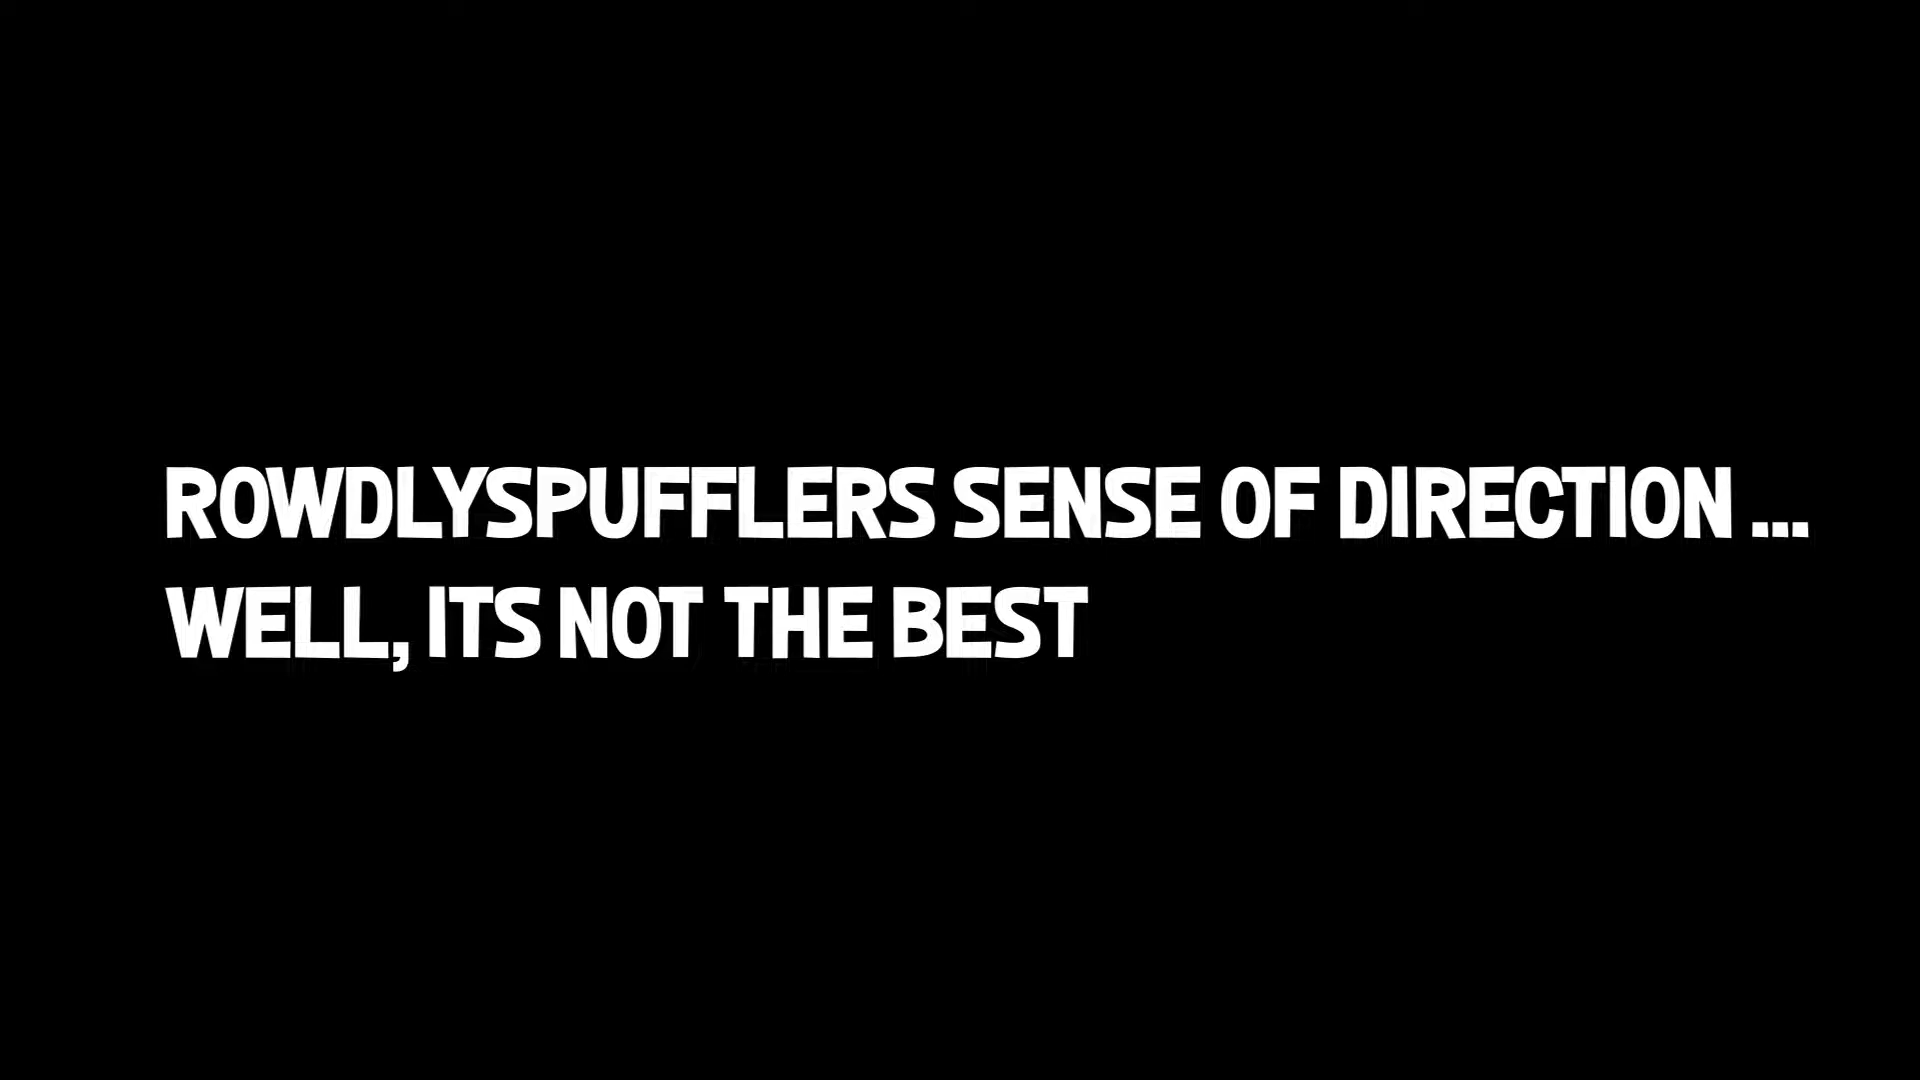 ROWDLYSPUFFLERS SENSE OF DIRECTION ...
WELL, ITS NOT THE BEST